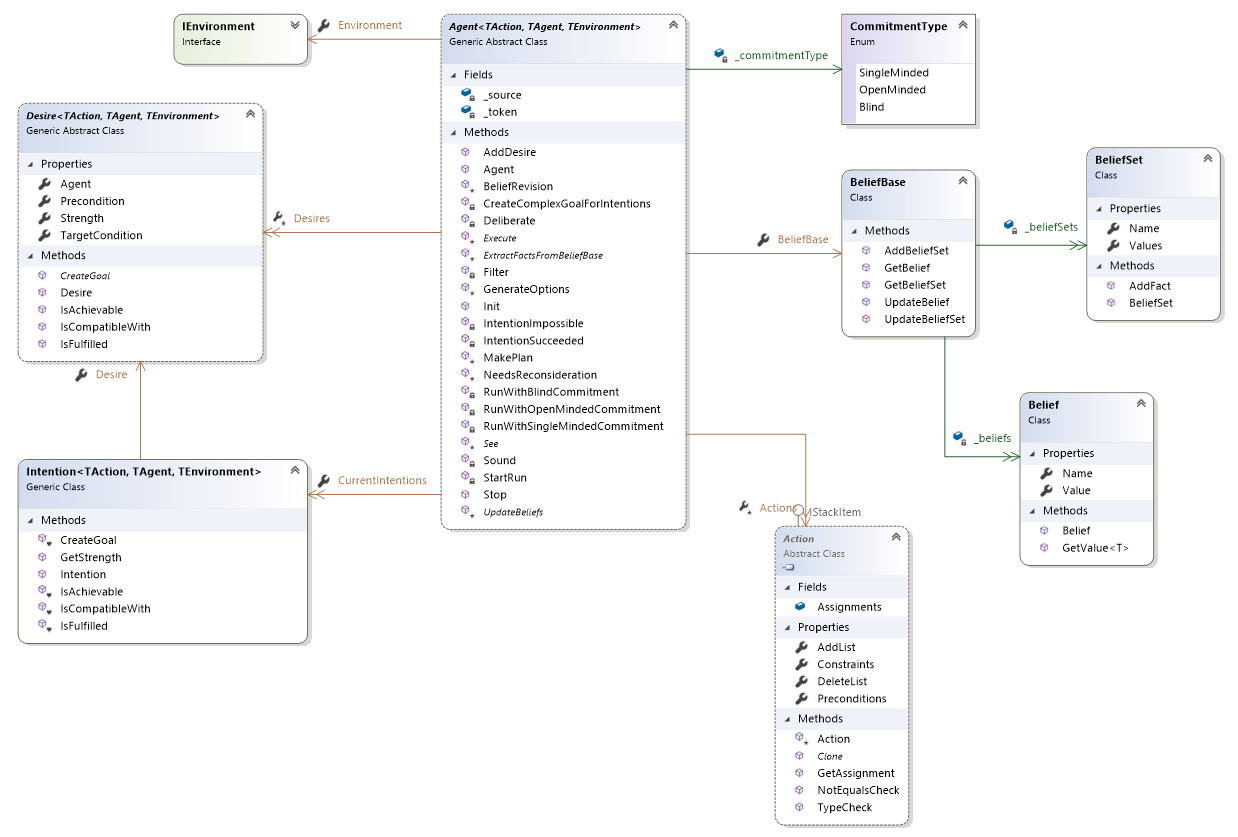 IEnvironment
Interface
Environment
Agent<TAction, TAgent, TEnvironment>
Generic Abstract Class
Fields
_source
_token
Methods
AddDesire
Agent
BeliefRevision
CreateComplexGoalForIntentions
Deliberate
Execute
ExtractFactsFromBeliefBase
Filter
GenerateOptions
Init
IntentionImpossible
IntentionSucceeded
MakePlan
NeedsReconsideration
RunWithBlindCommitment
RunWithOpenMindedCommitment
RunWithSingleMindedCommitment
See
Sound
StartRun
Stop
UpdateBeliefs
_commitmentType
CommitmentType
Enum
SingleMinded
OpenMinded
Blind
Desire<TAction, TAgent, TEnvironment>
Generic Abstract Class
Properties
Agent
Precondition
Strength
TargetCondition
Methods
CreateGoal
Desire
IsAchievable
IsCompatibleWith
IsFulfilled
Desires
BeliefBase
BeliefBase
Class
Methods
AddBeliefSet
GetBelief
GetBeliefSet
UpdateBelief
UpdateBeliefSet
_beliefSets
BeliefSet
Class
Properties
Name
Values
Methods
AddFact
BeliefSet
Desire
Intention<TAction, TAgent, TEnvironment>
Generic Class
Methods
CreateGoal
GetStrength
Intention
IsAchievable
IsCompatibleWith
IsFulfilled
CurrentIntentions
_beliefs
Belief
Class
Properties
Name
Value
Methods
Belief
GetValue<T>
Actions
IStackItem
Action
Abstract Class
Fields
Assignments
Properties
AddList
Constraints
DeleteList
Preconditions
Methods
Action
Clone
GetAssignment
NotEqualsCheck
TypeCheck